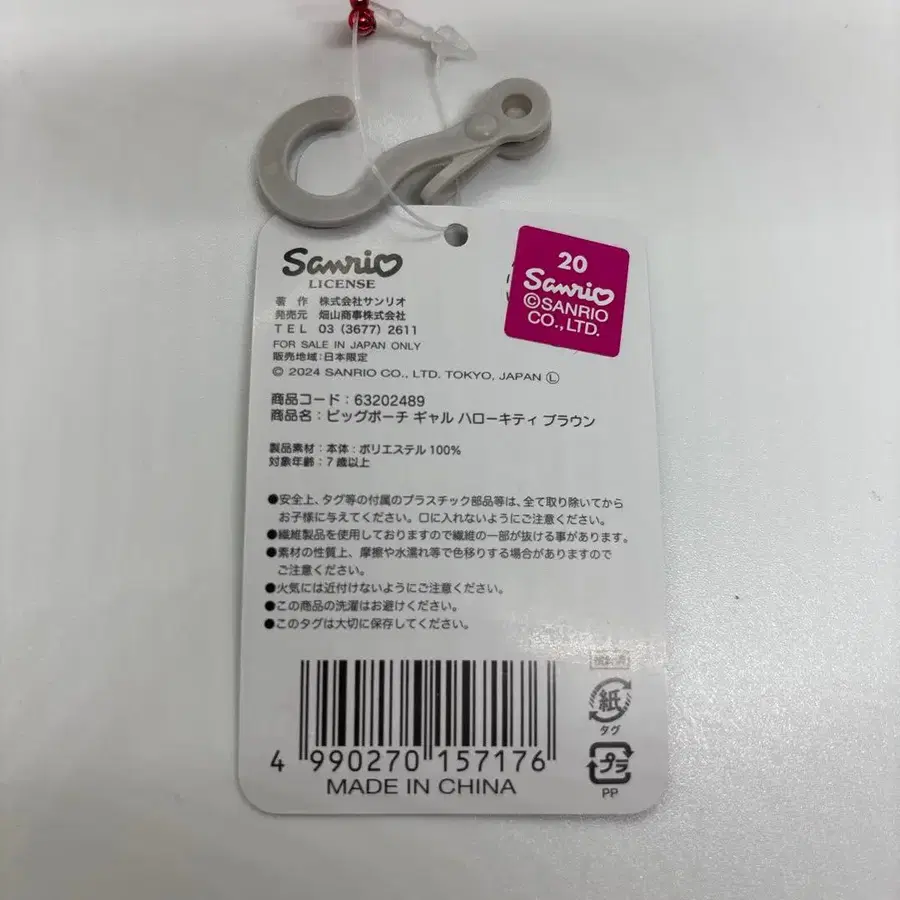 Sanrio
LICENSE
著 作 株式会社サンリオ
発売元 畑山商事株式会社
TEL 03 (3677) 2611
FOR SALE IN JAPAN ONLY
販売地域:日本限定
© 2024 SANRIO CO., LTD. TOKYO, JAPAN Ⓛ
20
Sanrio
©SANRIO
CO., LTD.
商品コード:63202489
商品名:ビッグポーチ ギャル ハローキティ ブラウン
製品素材:本体:ポリエステル100%
対象年齢:7歳以上
●安全上、タグ等の付属のプラスチック部品等は、全て取り除いてから
お子様に与えてください。口に入れないようにご注意ください。
●繊維製品を使用しておりますので繊維の一部が抜ける事があります。
●素材の性質上、摩擦や水濡れ等で色移りする場合がありますので
ご注意ください。
●火気には近付けないようにご注意ください。
●この商品の洗濯はお避けください。
●このタグは大切に保存してください。
紙
タグ
プラ
PP
4 990270 157176
MADE IN CHINA